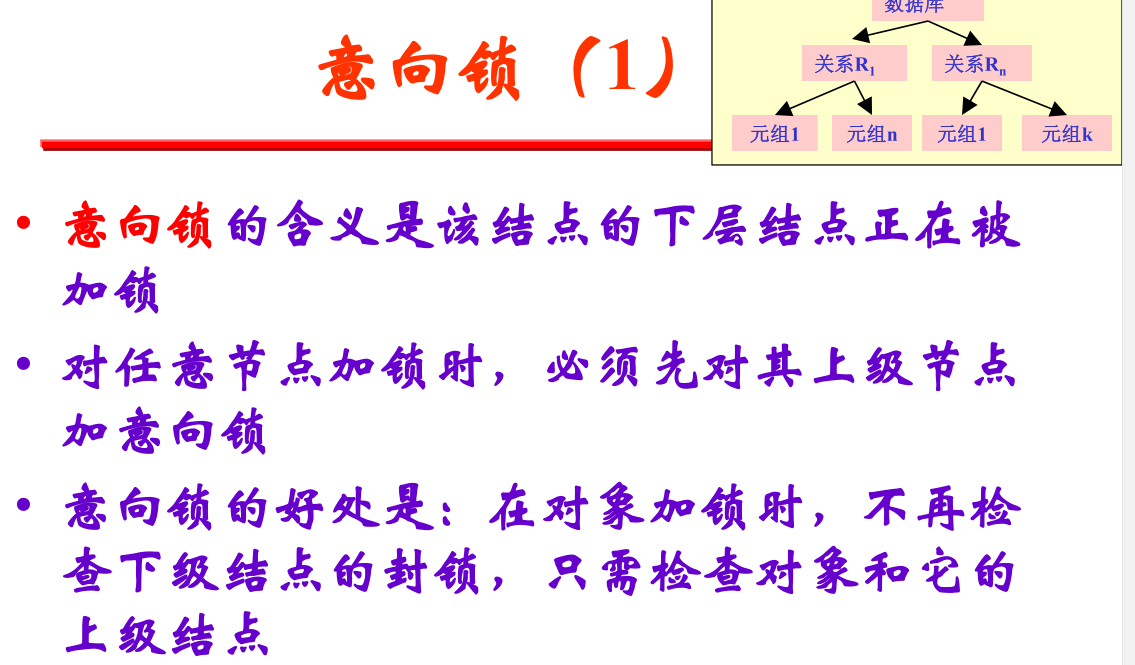 意向锁（1）
数据库
关系R1 关系Rn
元组1 元组n 元组1 元组k
• 意向锁的含义是该结点的下层结点正在被
加锁
• 对任意节点加锁时，必须先对其上级节点
加意向锁
• 意向锁的好处是：在对象加锁时，不再检
查下级结点的封锁，只需检查对象和它的
上级结点